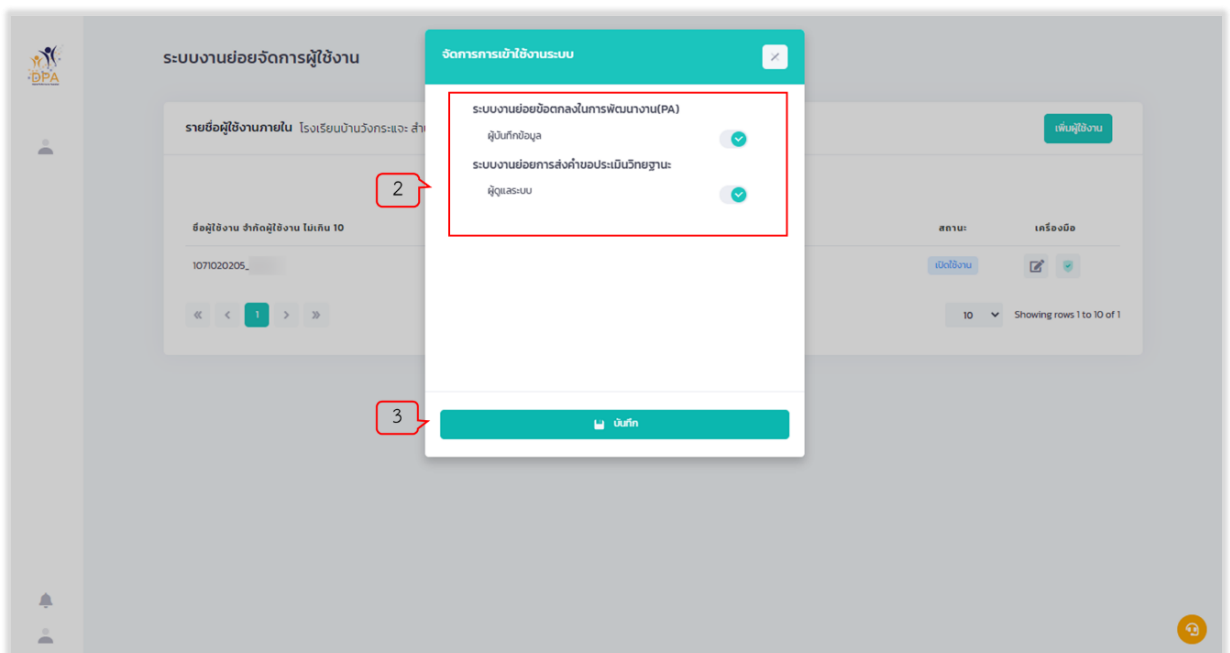 DPA
ระบบงานย่อยจัดการผู้ใช้งาน
จัดการการเข้าใช้งานระบบ
ระบบงานย่อยข้อตกลงในการพัฒนางาน(PA)
ผู้บันทึกข้อมูล
ระบบงานย่อยการส่งคำขอประเมินวิทยฐานะ
ผู้ดูแลระบบ
รายชื่อผู้ใช้งานภายใน โรงเรียนบ้านวังกระแจะ
เพิ่มผู้ใช้งาน
2
ชื่อผู้ใช้งาน จำกัดผู้ใช้งาน ไม่เกิน 10
สถานะ
เครื่องมือ
1071020205_
เปิดใช้งาน
« < 1 > »
10
Showing rows 1 to 10 of 1
3
บันทึก